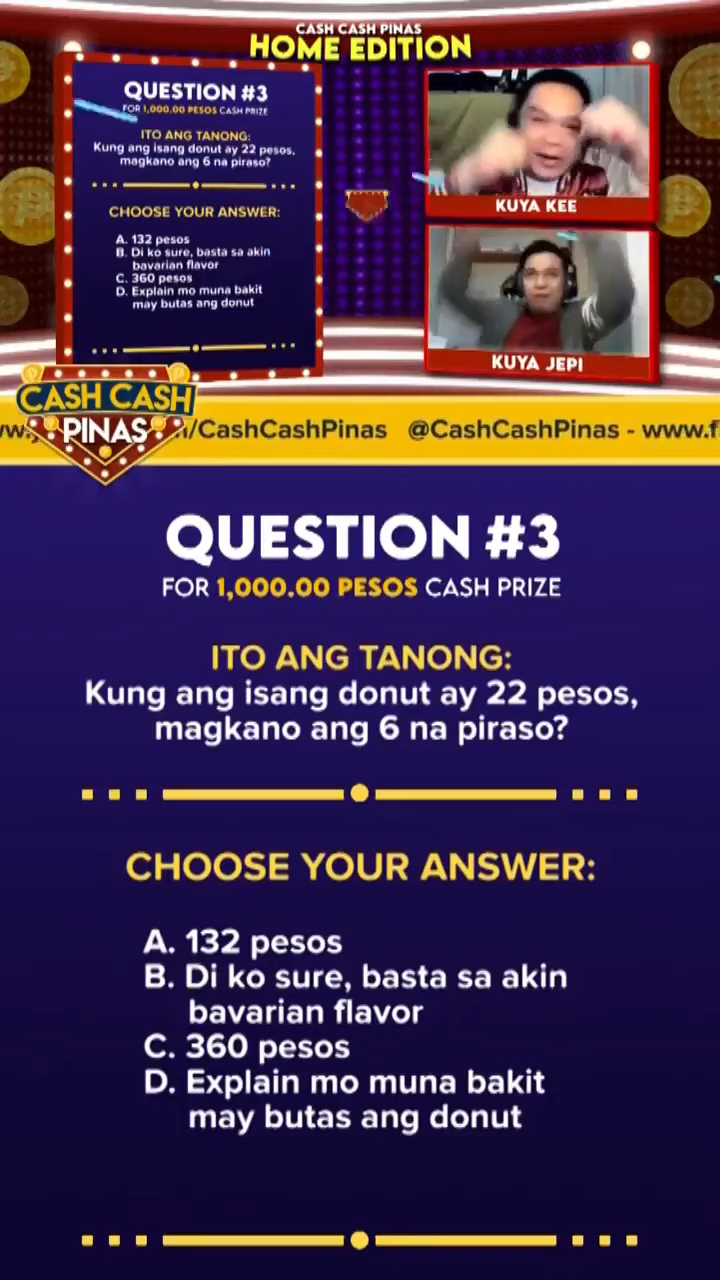 CASH CASH PINAS
HOME EDITION
QUESTION #3
FOR 1,000.00 PESOS CASH PRIZE
ITO ANG TANONG:
Kung ang isang donut ay 22 pesos,
magkano ang 6 na piraso?
CHOOSE YOUR ANSWER:
A. 132 pesos
B. Di ko sure, basta sa akin
bavarian flavor
C. 360 pesos
D. Explain mo muna bakit
may butas ang donut
KUYA KEE
KUYA JEPI
CASH CASH
PINAS
/CashCashPinas @CashCashPinas - www.f
QUESTION #3
FOR 1,000.00 PESOS CASH PRIZE
ITO ANG TANONG:
Kung ang isang donut ay 22 pesos,
magkano ang 6 na piraso?
CHOOSE YOUR ANSWER:
A. 132 pesos
B. Di ko sure, basta sa akin
bavarian flavor
C. 360 pesos
D. Explain mo muna bakit
may butas ang donut